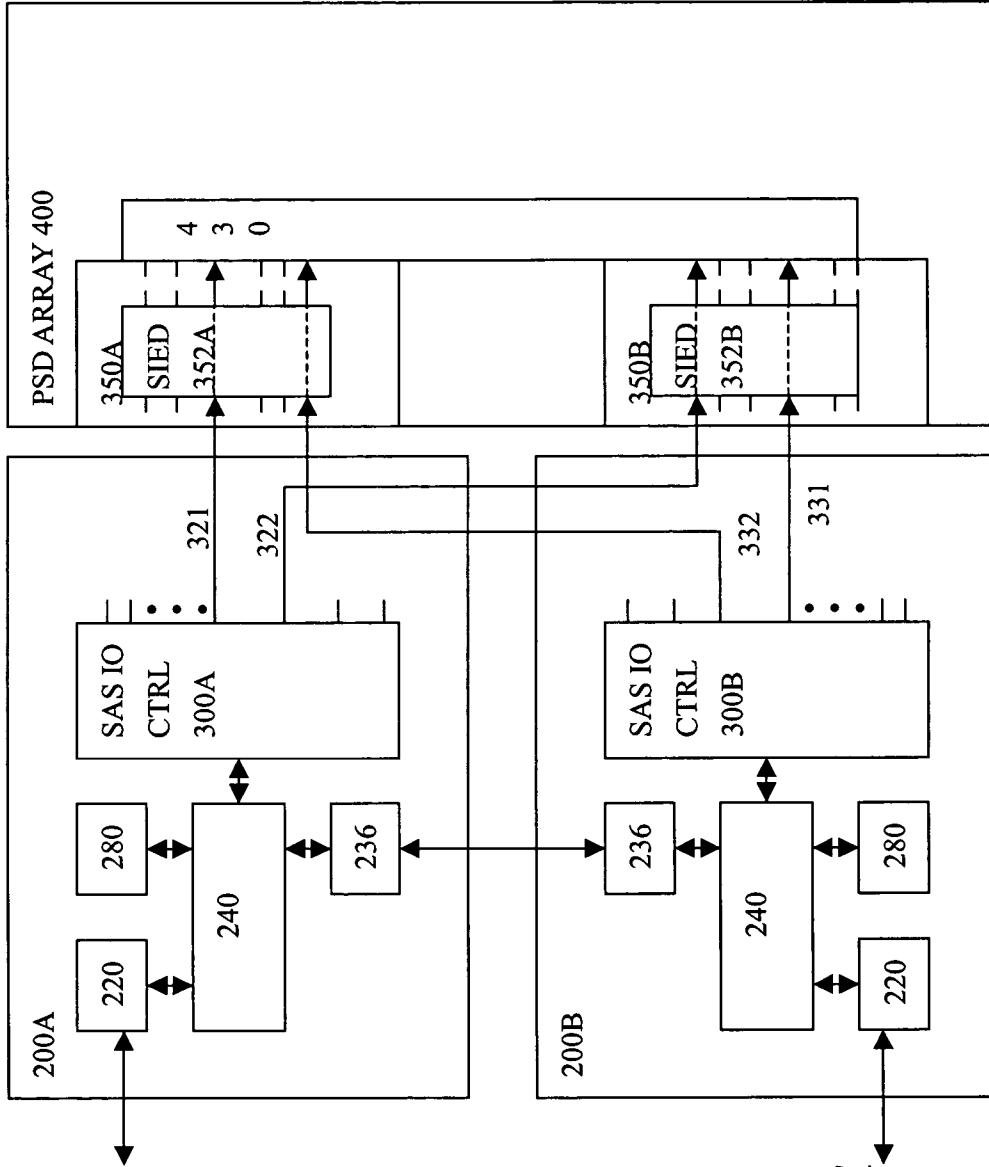 PSD ARRAY 400
350A
SIED
352A
4
3
0
350B
SIED
352B
321
322
332
331
SAS IO
CTRL
300A
SAS IO
CTRL
300B
280
236
236
280
240
240
220
220
200A
200B